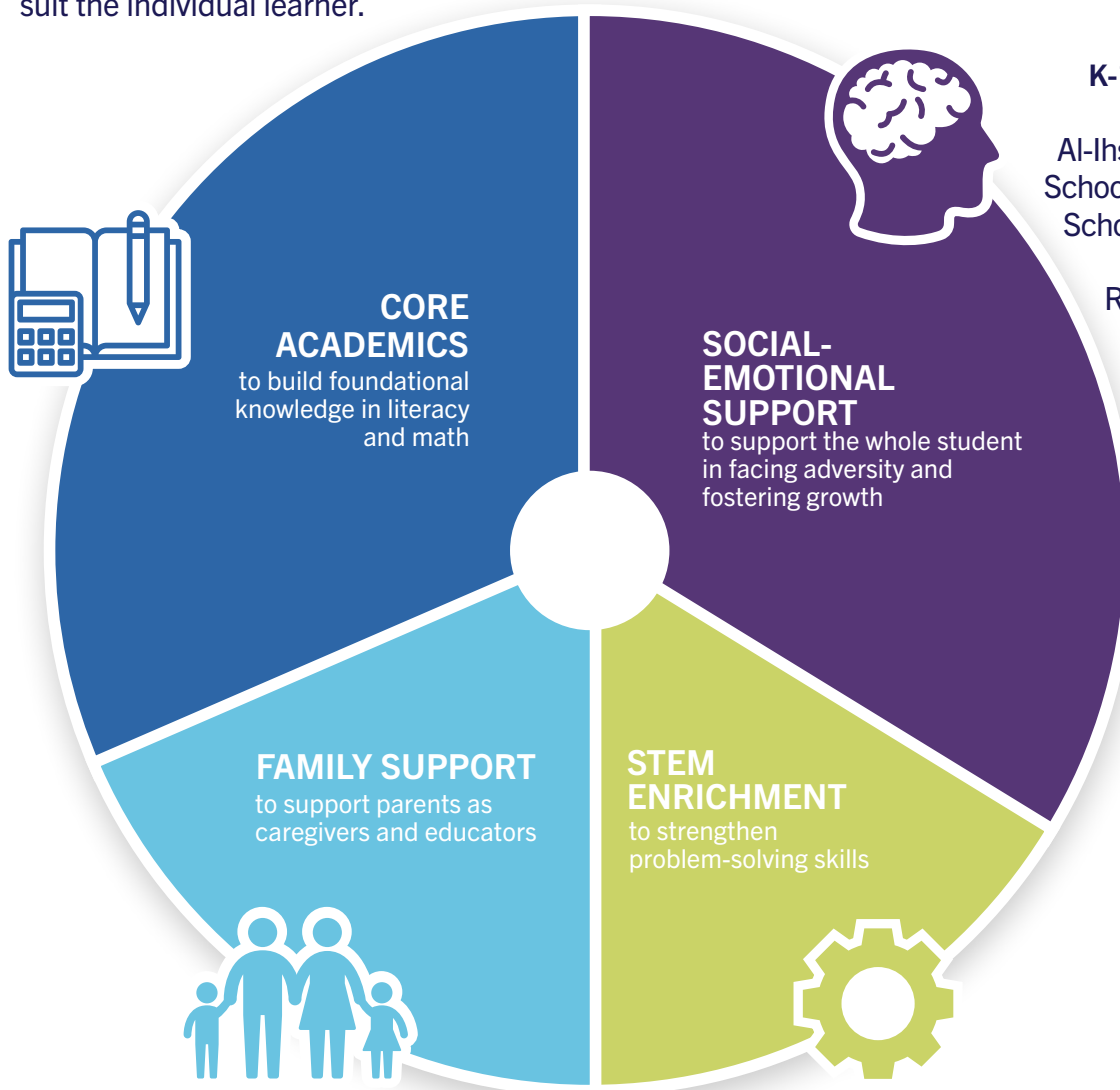 suit the individual learner.
K-
Al-Ihs
Schoo
Scho
R
CORE
ACADEMICS
to build foundational
knowledge in literacy
and math
SOCIAL-
EMOTIONAL
SUPPORT
to support the whole student
in facing adversity and
fostering growth
FAMILY SUPPORT
to support parents as
caregivers and educators
STEM
ENRICHMENT
to strengthen
problem-solving skills